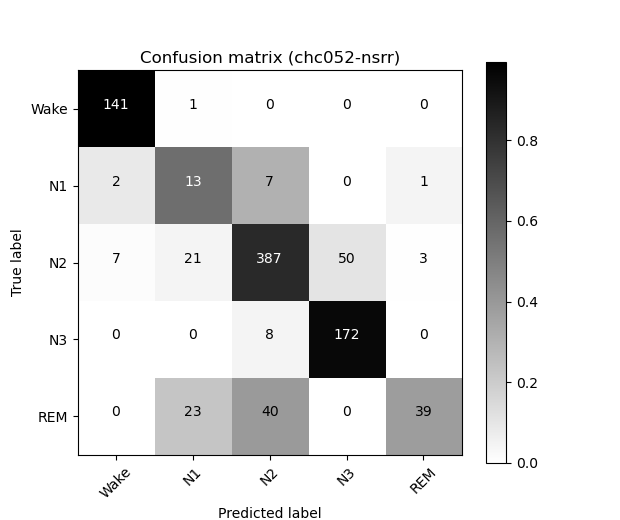 Confusion matrix (chc052-nsrr)
Wake 141 1 0 0 0
N1 2 13 7 0 1
N2 7 21 387 50 3
N3 0 0 8 172 0
REM 0 23 40 0 39
Wake N1 N2 N3 REM
True label
Predicted label
0.8
0.6
0.4
0.2
0.0